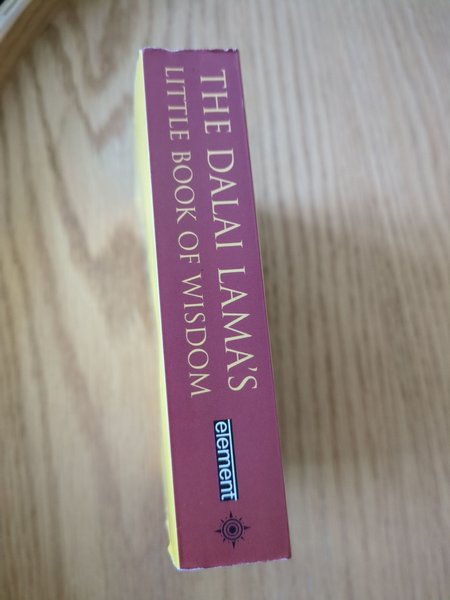 THE DALAI LAMA'S
LITTLE BOOK OF WISDOM
element